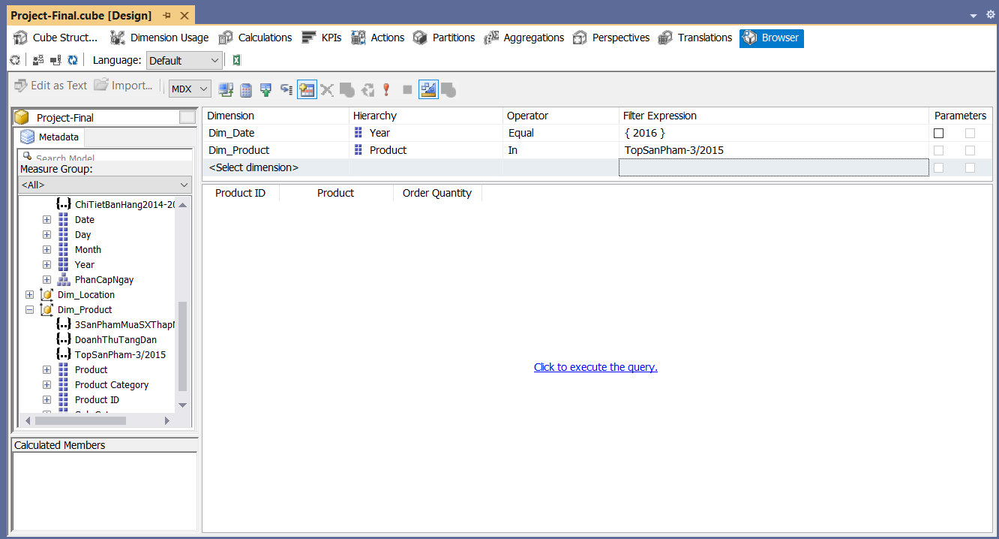 Project-Final.cube [Design]
Cube Struct... Dimension Usage Calculations KPIs Actions Partitions Aggregations Perspectives Translations Browser
Language: Default
Edit as Text Import... MDX
Project-Final
Metadata
Search Model
Measure Group:
<All>
ChiTietBanHang2014-20
Date
Day
Month
Year
PhanCapNgay
Dim_Location
Dim_Product
3SanPhamMuaSXThap
DoanhThuTangDan
TopSanPham-3/2015
Product
Product Category
Product ID
Calculated Members
Dimension Hierarchy Operator Filter Expression Parameters
Dim_Date Year Equal { 2016 }
Dim_Product Product In TopSanPham-3/2015
<Select dimension>
Product ID Product Order Quantity
Click to execute the query.